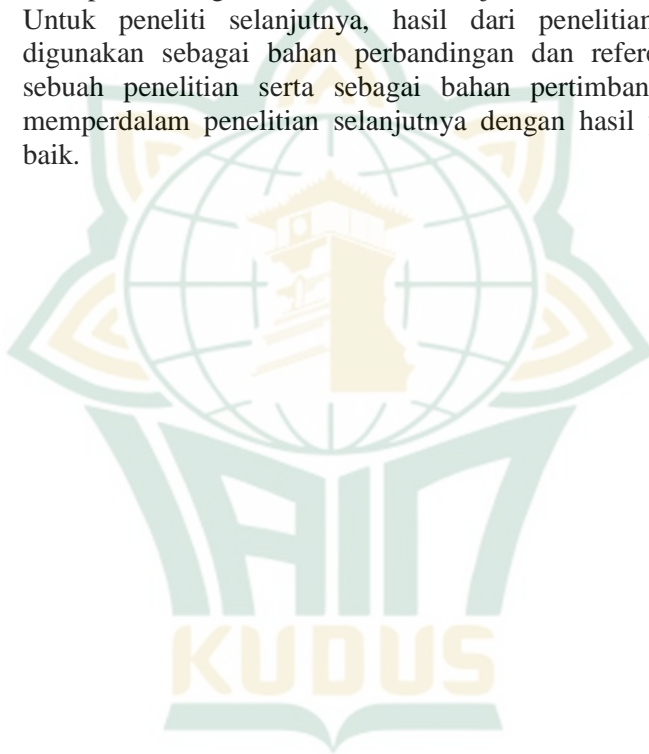 Untuk peneliti selanjutnya, hasil dari penelitian
digunakan sebagai bahan perbandingan dan refer
sebuah penelitian serta sebagai bahan pertimban
memperdalam penelitian selanjutnya dengan hasil
baik.
IAIN
KUDUS